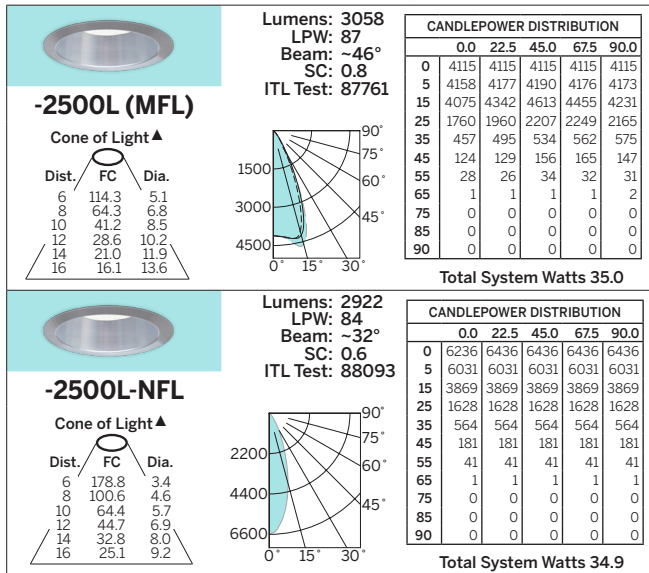 -2500L (MFL)
Cone of Light▲
Dist. FC Dia.
6 114.3 5.1
8 64.3 6.8
10 41.2 8.5
12 28.6 10.2
14 21.0 11.9
16 16.1 13.6
Lumens: 3058
LPW: 87
Beam: ~46°
SC: 0.8
ITL Test: 87761
90°
75°
60°
45°
1500
3000
4500
0° 15° 30°
CANDLEPOWER DISTRIBUTION
0.0 22.5 45.0 67.5 90.0
0 4115 4115 4115 4115 4115
5 4158 4177 4190 4176 4173
15 4075 4342 4613 4455 4231
25 1760 1960 2207 2249 2165
35 457 495 534 562 575
45 124 129 156 165 147
55 28 26 34 32 31
65 1 1 1 1 2
75 0 0 0 0 0
85 0 0 0 0 0
90 0 0 0 0 0
Total System Watts 35.0
-2500L-NFL
Cone of Light▲
Dist. FC Dia.
6 178.8 3.4
8 100.6 4.6
10 64.4 5.7
12 44.7 6.9
14 32.8 8.0
16 25.1 9.2
Lumens: 2922
LPW: 84
Beam: ~32°
SC: 0.6
ITL Test: 88093
90°
75°
60°
45°
2200
4400
6600
0° 15° 30°
CANDLEPOWER DISTRIBUTION
0.0 22.5 45.0 67.5 90.0
0 6236 6436 6436 6436 6436
5 6031 6031 6031 6031 6031
15 3869 3869 3869 3869 3869
25 1628 1628 1628 1628 1628
35 564 564 564 564 564
45 181 181 181 181 181
55 41 41 41 41 41
65 1 1 1 1 1
75 0 0 0 0 0
85 0 0 0 0 0
90 0 0 0 0 0
Total System Watts 34.9